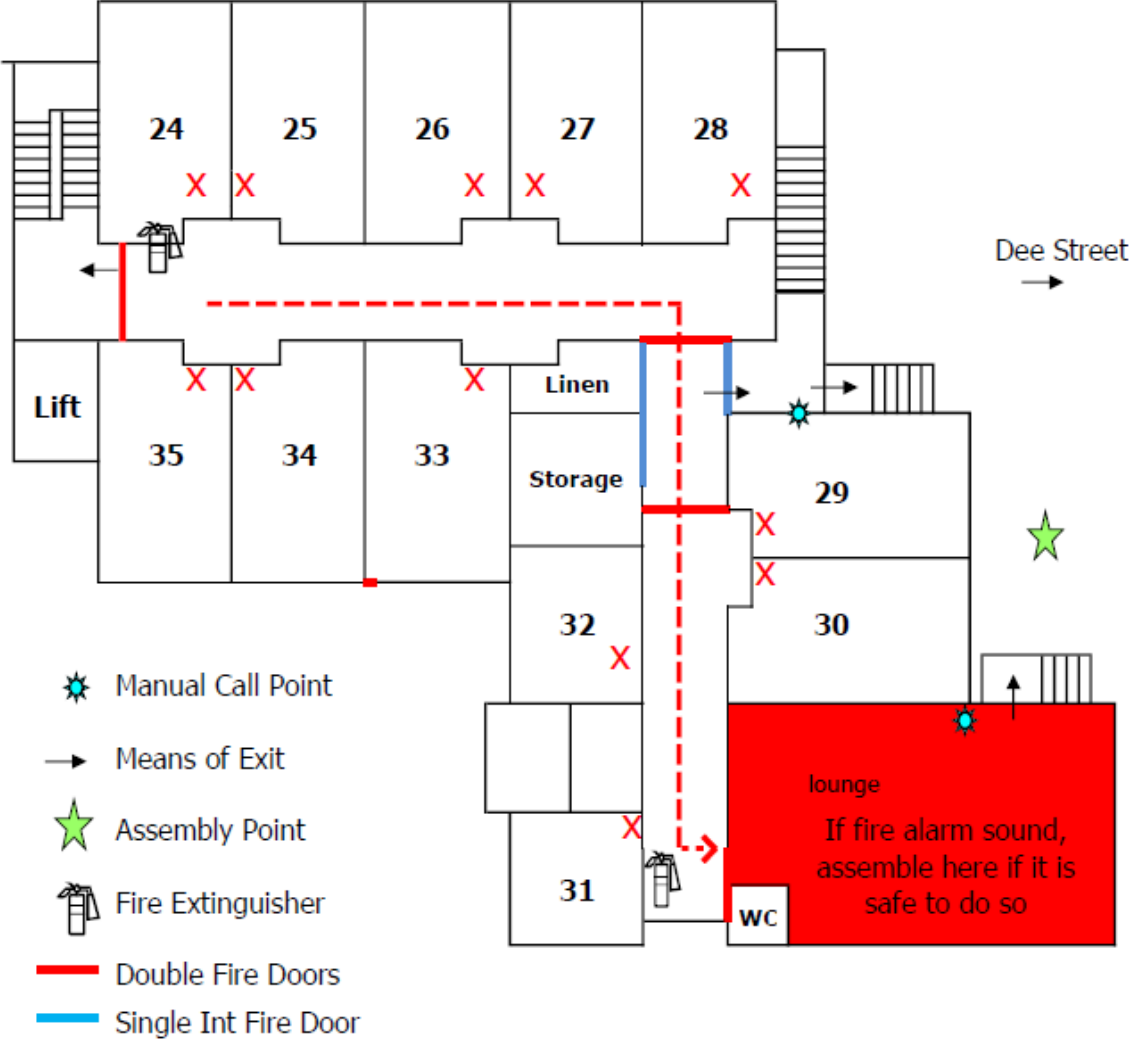 24
25
26
27
28
X
X
X
X
X
Dee Street
Lift
X
X
X
Linen
35
34
33
Storage
29
X
X
32
30
X
Manual Call Point
Means of Exit
lounge
Assembly Point
X
If fire alarm sound,
assemble here if it is
safe to do so
31
Fire Extinguisher
WC
Double Fire Doors
Single Int Fire Door